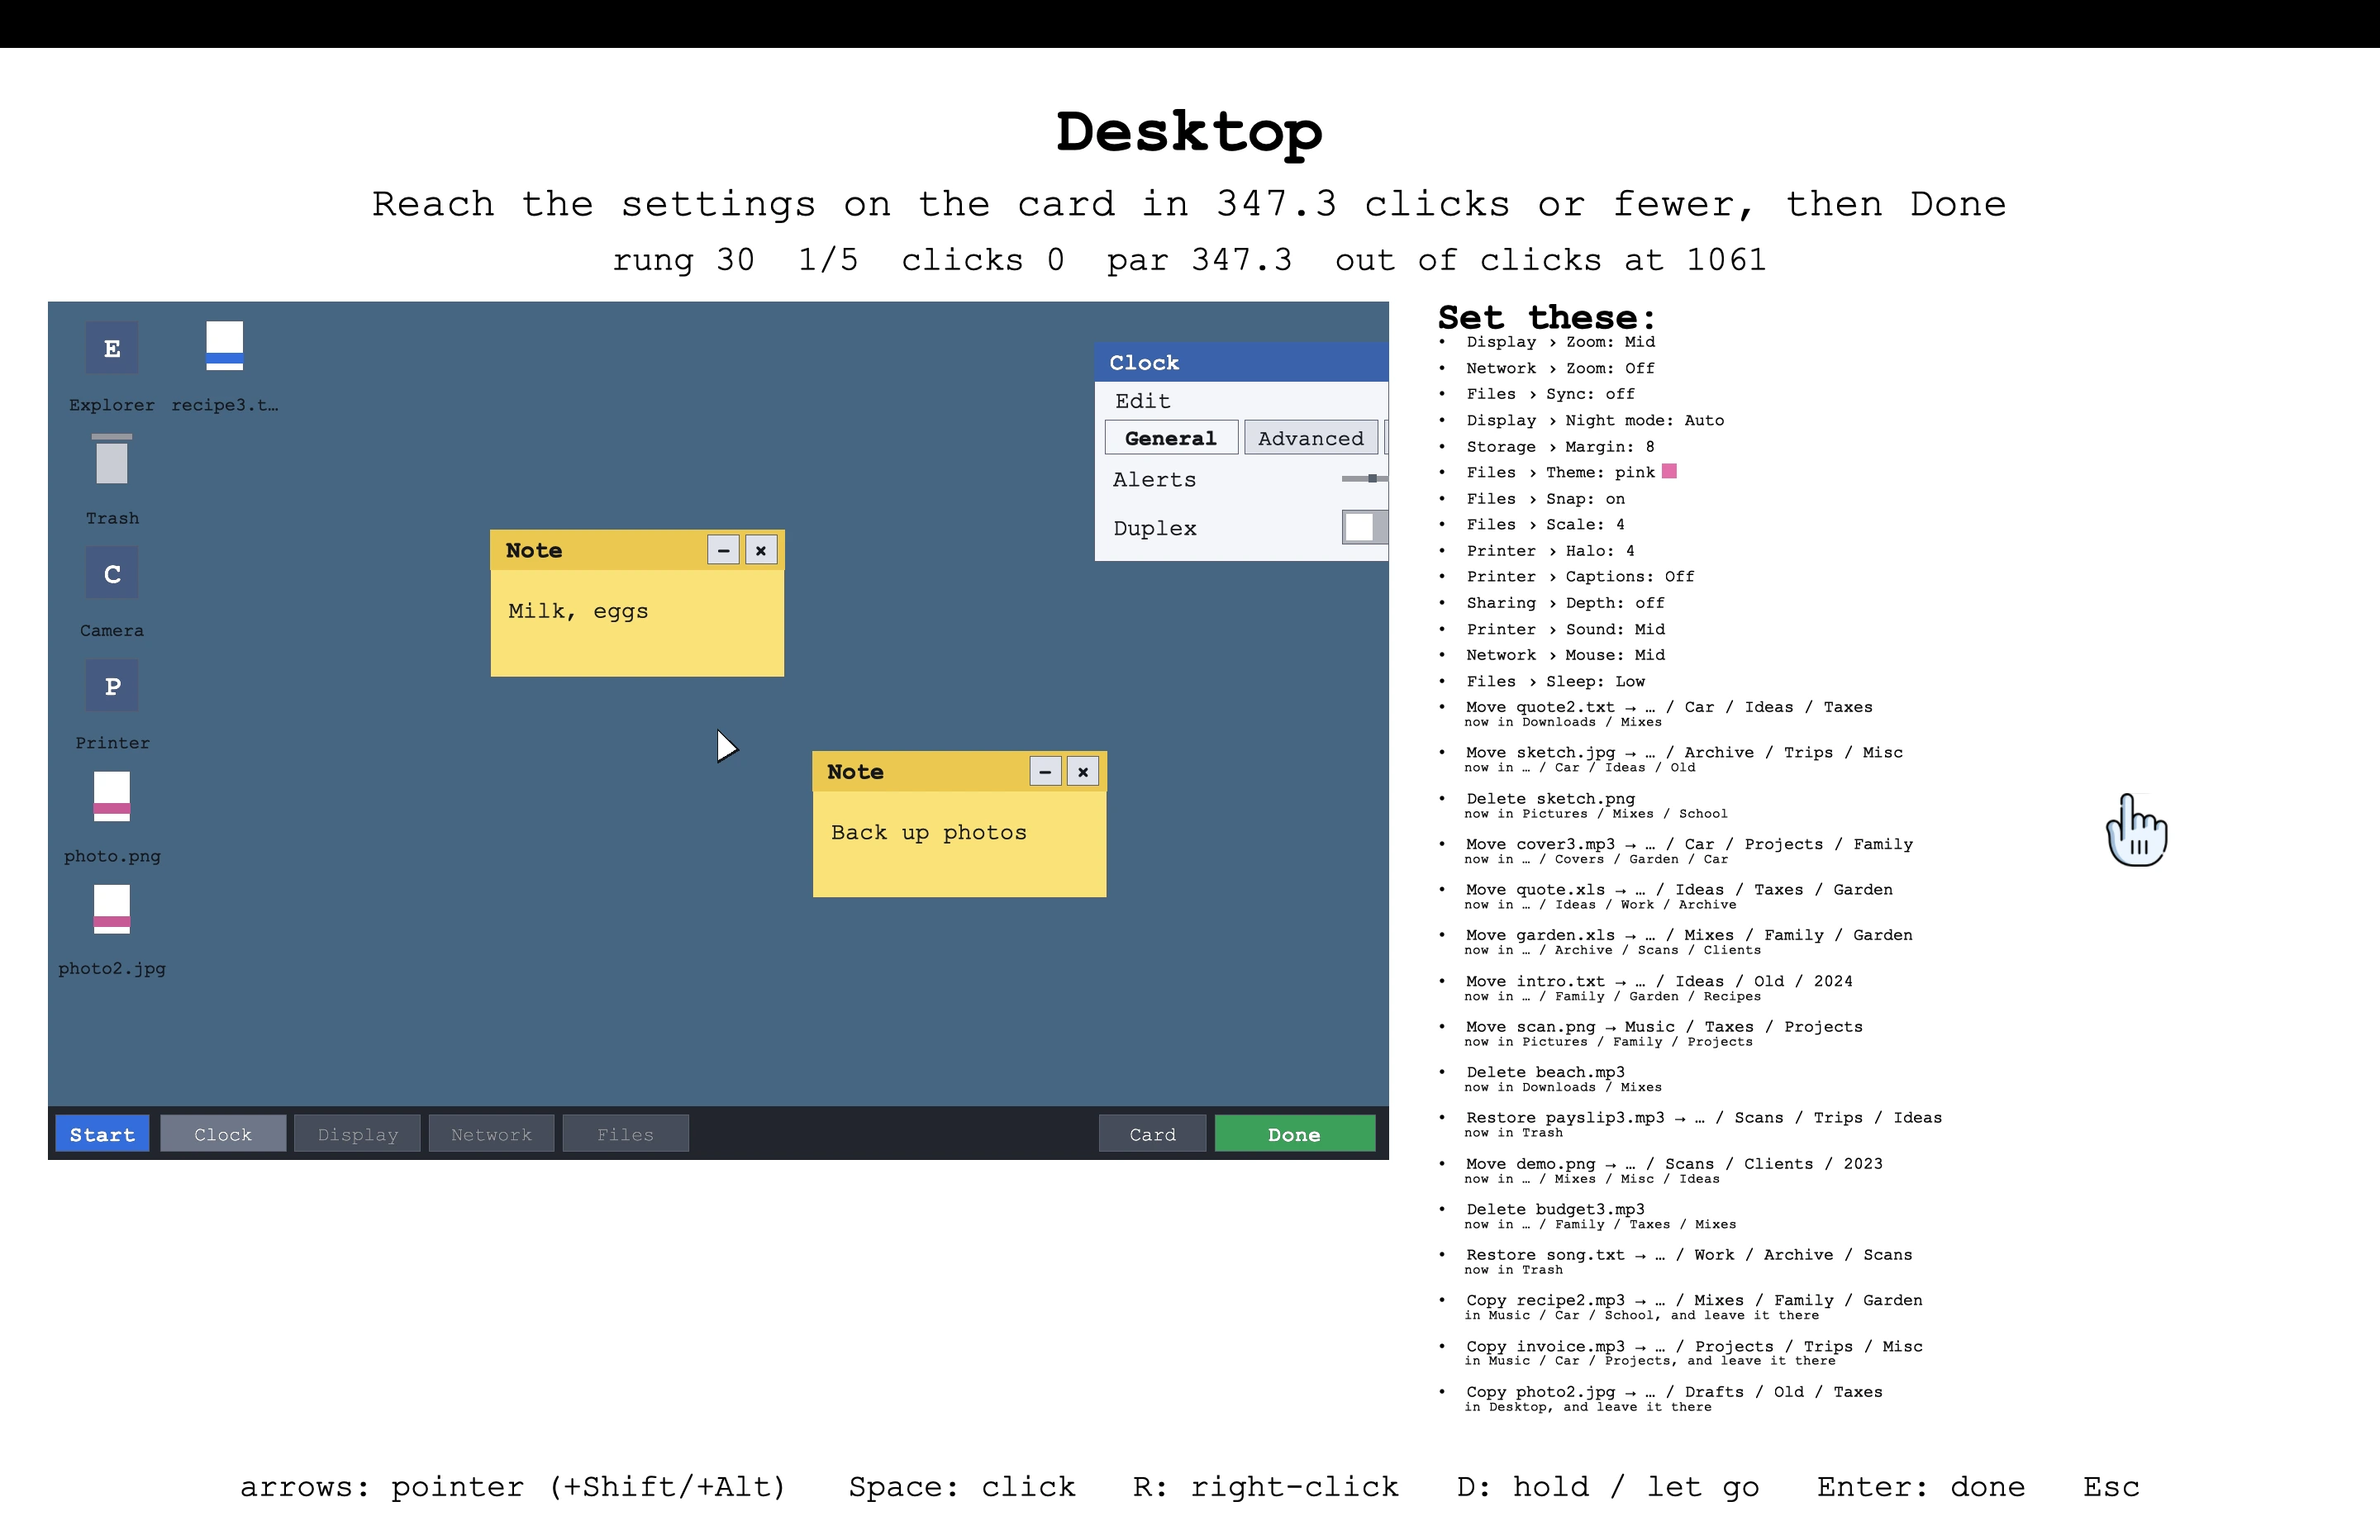 Desktop
Reach the settings on the card in 347.3 clicks or fewer, then Done
rung 30 1/5 clicks 0 par 347.3 out of clicks at 1061
E
Explorer
recipe3.t…
Trash
C
Camera
P
Printer
photo.png
photo2.jpg
Note
– ×
Milk, eggs
Note
– ×
Back up photos
Clock
Edit
General Advanced
Alerts
Duplex
Start Clock Display Network Files Card Done
Set these:
• Display › Zoom: Mid
• Network › Zoom: Off
• Files › Sync: off
• Display › Night mode: Auto
• Storage › Margin: 8
• Files › Theme: pink
• Files › Snap: on
• Files › Scale: 4
• Printer › Halo: 4
• Printer › Captions: Off
• Sharing › Depth: off
• Printer › Sound: Mid
• Network › Mouse: Mid
• Files › Sleep: Low
• Move quote2.txt → … / Car / Ideas / Taxes
now in Downloads / Mixes
• Move sketch.jpg → … / Archive / Trips / Misc
now in … / Car / Ideas / Old
• Delete sketch.png
now in Pictures / Mixes / School
• Move cover3.mp3 → … / Car / Projects / Family
now in … / Covers / Garden / Car
• Move quote.xls → … / Ideas / Taxes / Garden
now in … / Ideas / Work / Archive
• Move garden.xls → … / Mixes / Family / Garden
now in … / Archive / Scans / Clients
• Move intro.txt → … / Ideas / Old / 2024
now in … / Family / Garden / Recipes
• Move scan.png → Music / Taxes / Projects
now in Pictures / Family / Projects
• Delete beach.mp3
now in Downloads / Mixes
• Restore payslip3.mp3 → … / Scans / Trips / Ideas
now in Trash
• Move demo.png → … / Scans / Clients / 2023
now in … / Mixes / Misc / Ideas
• Delete budget3.mp3
now in … / Family / Taxes / Mixes
• Restore song.txt → … / Work / Archive / Scans
now in Trash
• Copy recipe2.mp3 → … / Mixes / Family / Garden
in Music / Car / School, and leave it there
• Copy invoice.mp3 → … / Projects / Trips / Misc
in Music / Car / Projects, and leave it there
• Copy photo2.jpg → … / Drafts / Old / Taxes
in Desktop, and leave it there
arrows: pointer (+Shift/+Alt) Space: click R: right-click D: hold / let go Enter: done Esc